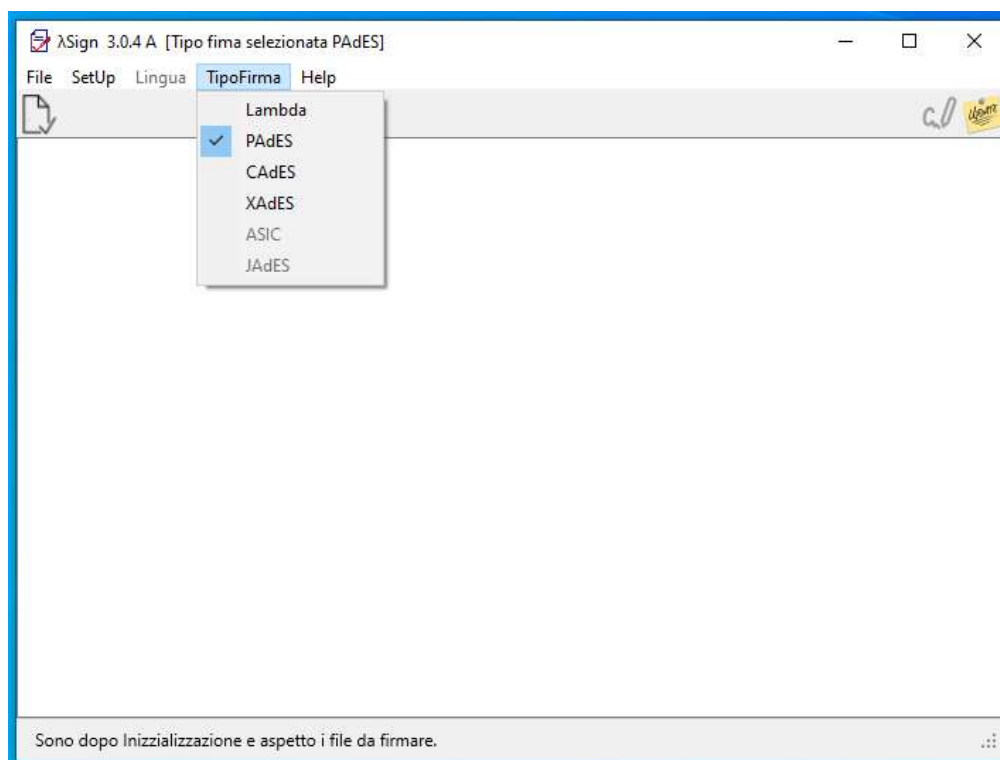 λSign 3.0.4 A [Tipo fima selezionata PAdES]
File SetUp Lingua TipoFirma Help
Lambda
PAdES
CAdES
XAdES
ASIC
JAdES
Sono dopo Inizzializzazione e aspetto i file da firmare.